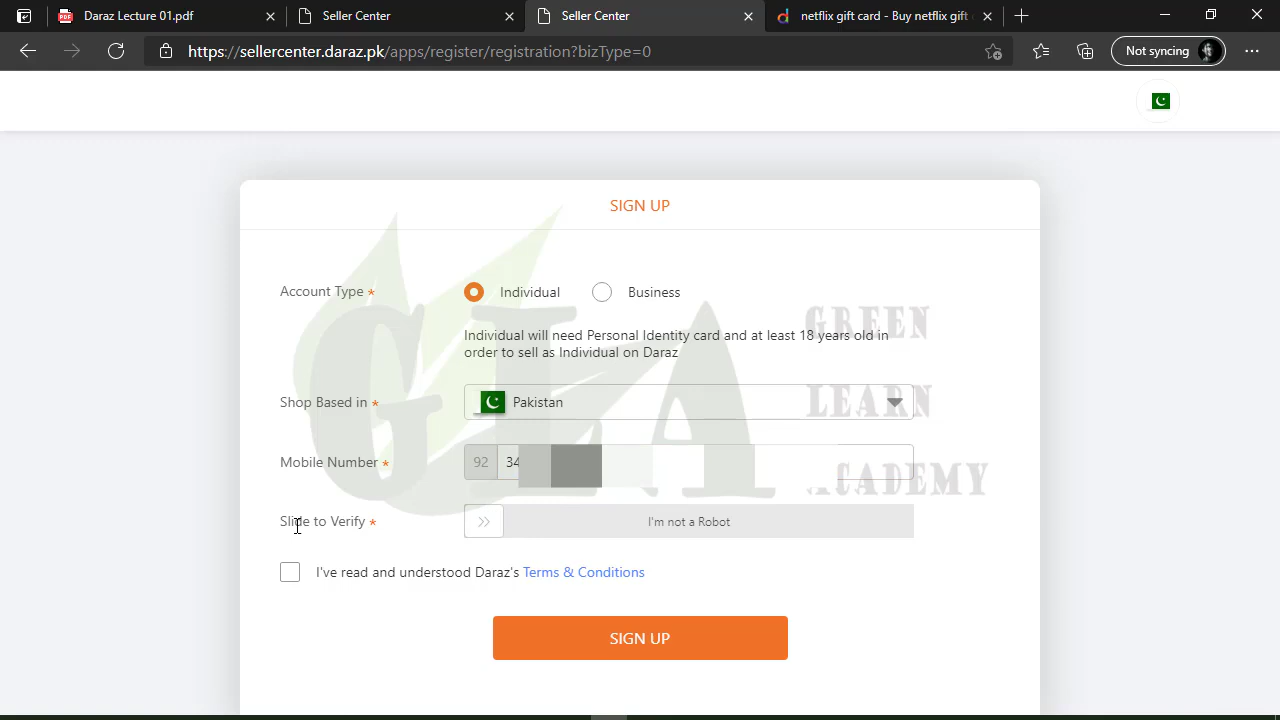 Daraz Lecture 01.pdf
Seller Center
Seller Center
netflix gift card - Buy netflix gift
https://sellercenter.daraz.pk/apps/register/registration?bizType=0
Not syncing
SIGN UP
Account Type *
Individual
Business
Individual will need Personal Identity card and at least 18 years old in
order to sell as Individual on Daraz
Shop Based in *
Pakistan
Mobile Number *
92
34
Slide to Verify *
I'm not a Robot
I've read and understood Daraz's Terms & Conditions
SIGN UP
GLA
GREEN
LEARN
ACADEMY